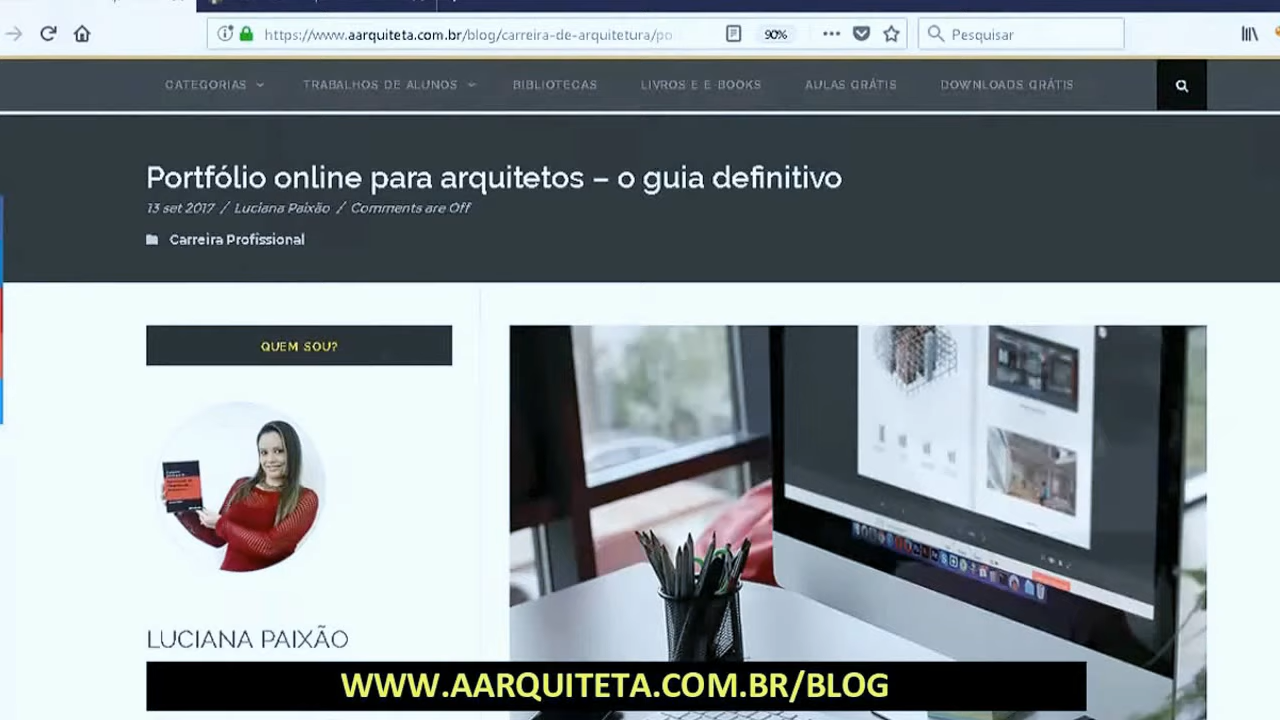 https://www.aarquiteta.com.br/blog/carreira-de-arquitetura/po
90%
Pesquisar
CATEGORIAS
TRABALHOS DE ALUNOS
BIBLIOTECAS
LIVROS E E-BOOKS
AULAS GRÁTIS
DOWNLOADS GRÁTIS
Portfólio online para arquitetos – o guia definitivo
13 set 2017 / Luciana Paixão / Comments are Off
Carreira Profissional
QUEM SOU?
LUCIANA PAIXÃO
WWW.AARQUITETA.COM.BR/BLOG